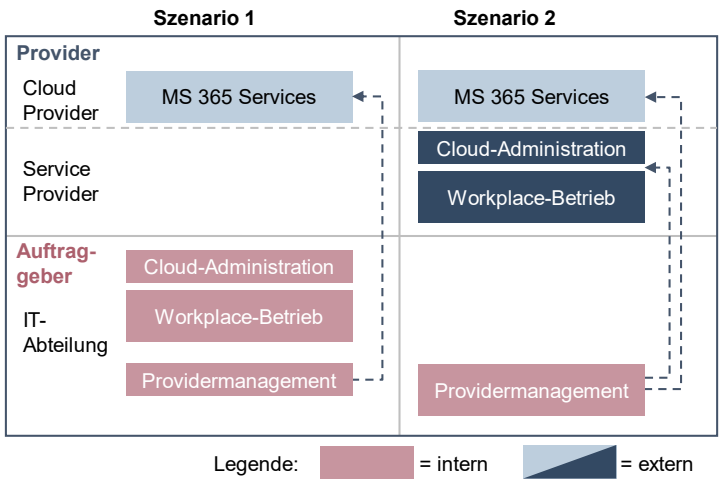 Szenario 1
Szenario 2
Provider
Cloud
Provider
MS 365 Services
MS 365 Services
Service
Provider
Cloud-Administration
Workplace-Betrieb
Auftrag-
geber
IT-
Abteilung
Cloud-Administration
Workplace-Betrieb
Providermanagement
Providermanagement
Legende:
= intern
= extern